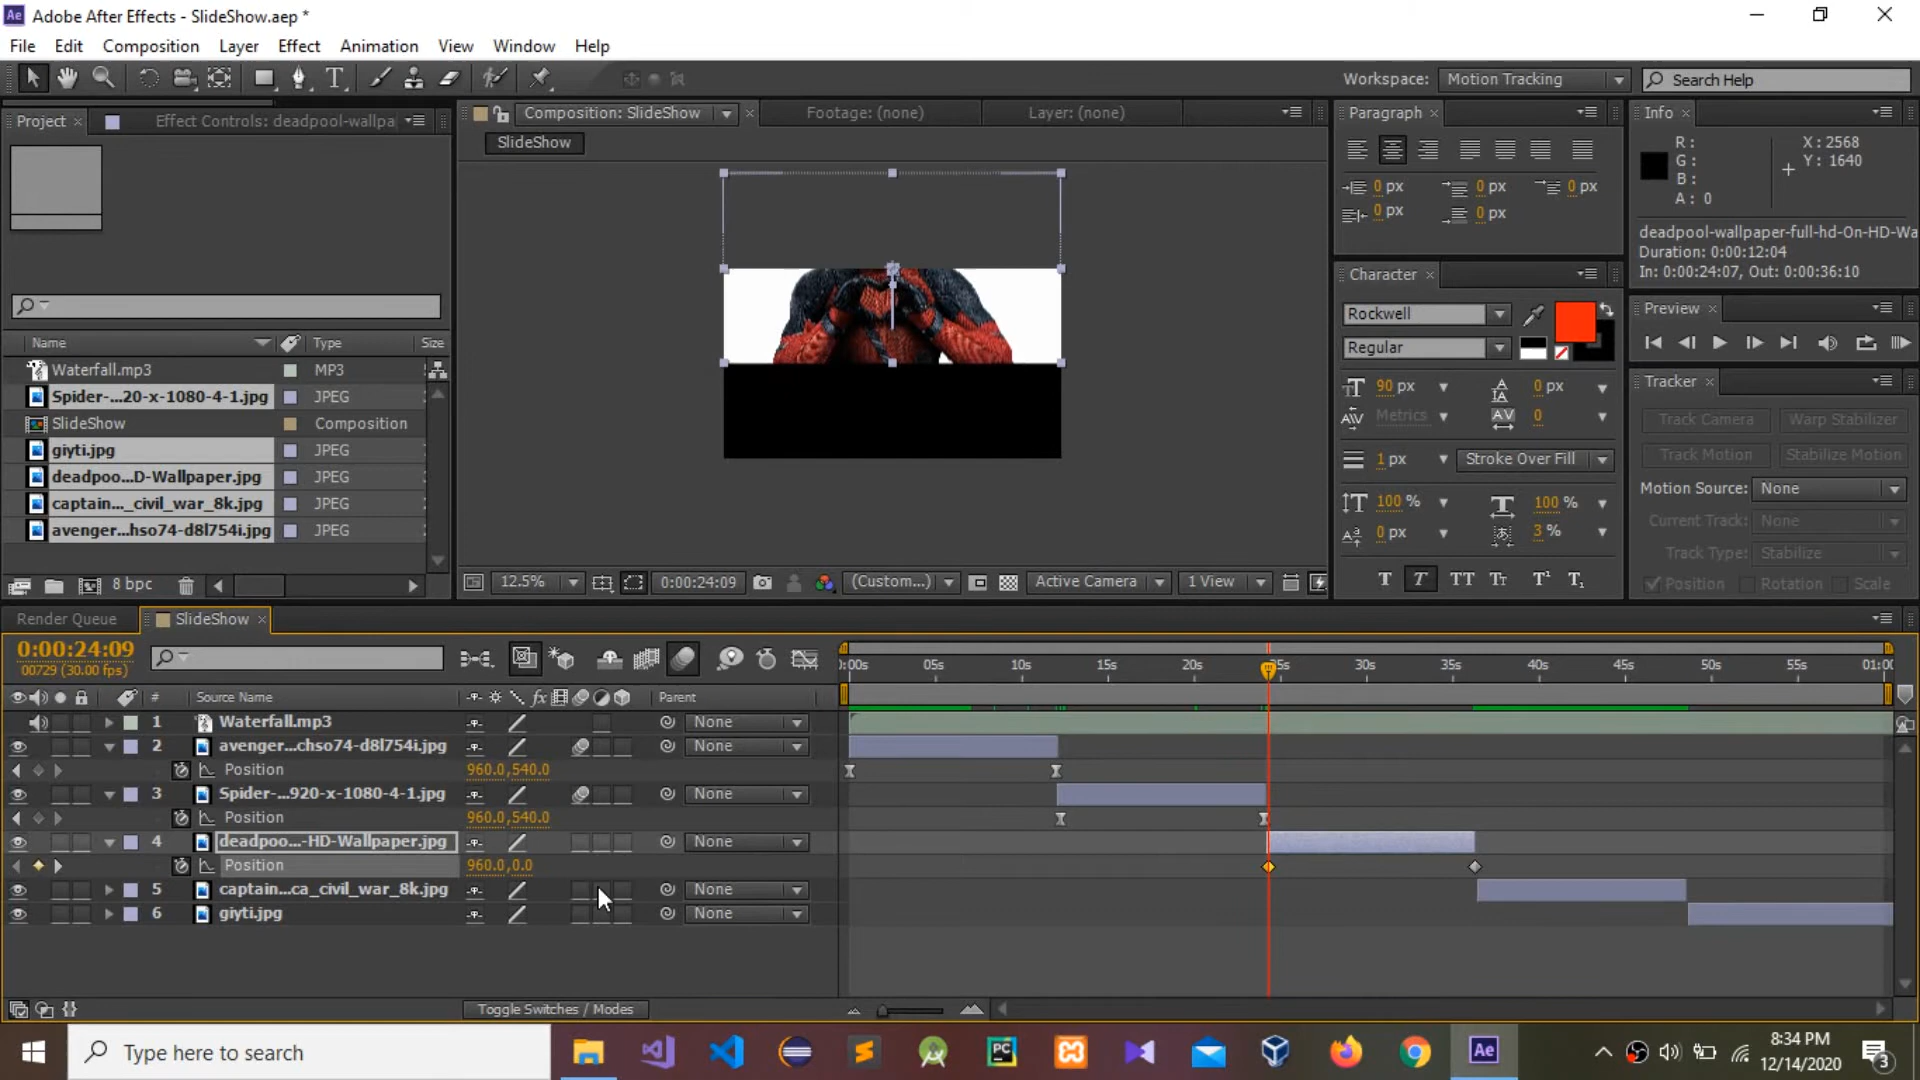 Ae Adobe After Effects - SlideShow.aep *
File Edit Composition Layer Effect Animation View Window Help
Workspace: Motion Tracking Search Help
Project × Effect Controls: deadpool-wallpa
Composition: SlideShow × Footage: (none) Layer: (none)
SlideShow
Name Type Size
Waterfall.mp3 MP3
Spider-...20-x-1080-4-1.jpg JPEG
SlideShow Composition
giyti.jpg JPEG
deadpoo...D-Wallpaper.jpg JPEG
captain..._civil_war_8k.jpg JPEG
avenger...hso74-d8l754i.jpg JPEG
8 bpc
12.5% 0:00:24:09 (Custom...) Active Camera 1 View
Paragraph ×
0 px 0 px 0 px
0 px 0 px
Character ×
Rockwell
Regular
90 px 0 px
Metrics 0
1 px Stroke Over Fill
100 % 100 %
0 px 3 %
T T TT Tт T¹ T₁
Info ×
R:
G:
B:
A: 0
X: 2568
Y: 1640
deadpool-wallpaper-full-hd-On-HD-Wa
Duration: 0:00:12:04
In: 0:00:24:07, Out: 0:00:36:10
Preview ×
Tracker ×
Track Camera Warp Stabilizer
Track Motion Stabilize Motion
Motion Source: None
Current Track: None
Track Type: Stabilize
Position Rotation Scale
Render Queue SlideShow ×
0:00:24:09
00729 (30.00 fps)
:00s 05s 10s 15s 20s 25s 30s 35s 40s 45s 50s 55s 01:00
# Source Name fx Parent
1 Waterfall.mp3 None
2 avenger...chso74-d8l754i.jpg None
Position 960.0,540.0
3 Spider-...920-x-1080-4-1.jpg None
Position 960.0,540.0
4 deadpoo...-HD-Wallpaper.jpg None
Position 960.0,0.0
5 captain...ca_civil_war_8k.jpg None
6 giyti.jpg None
Toggle Switches / Modes
Type here to search
PC
Ae
8:34 PM
12/14/2020
3